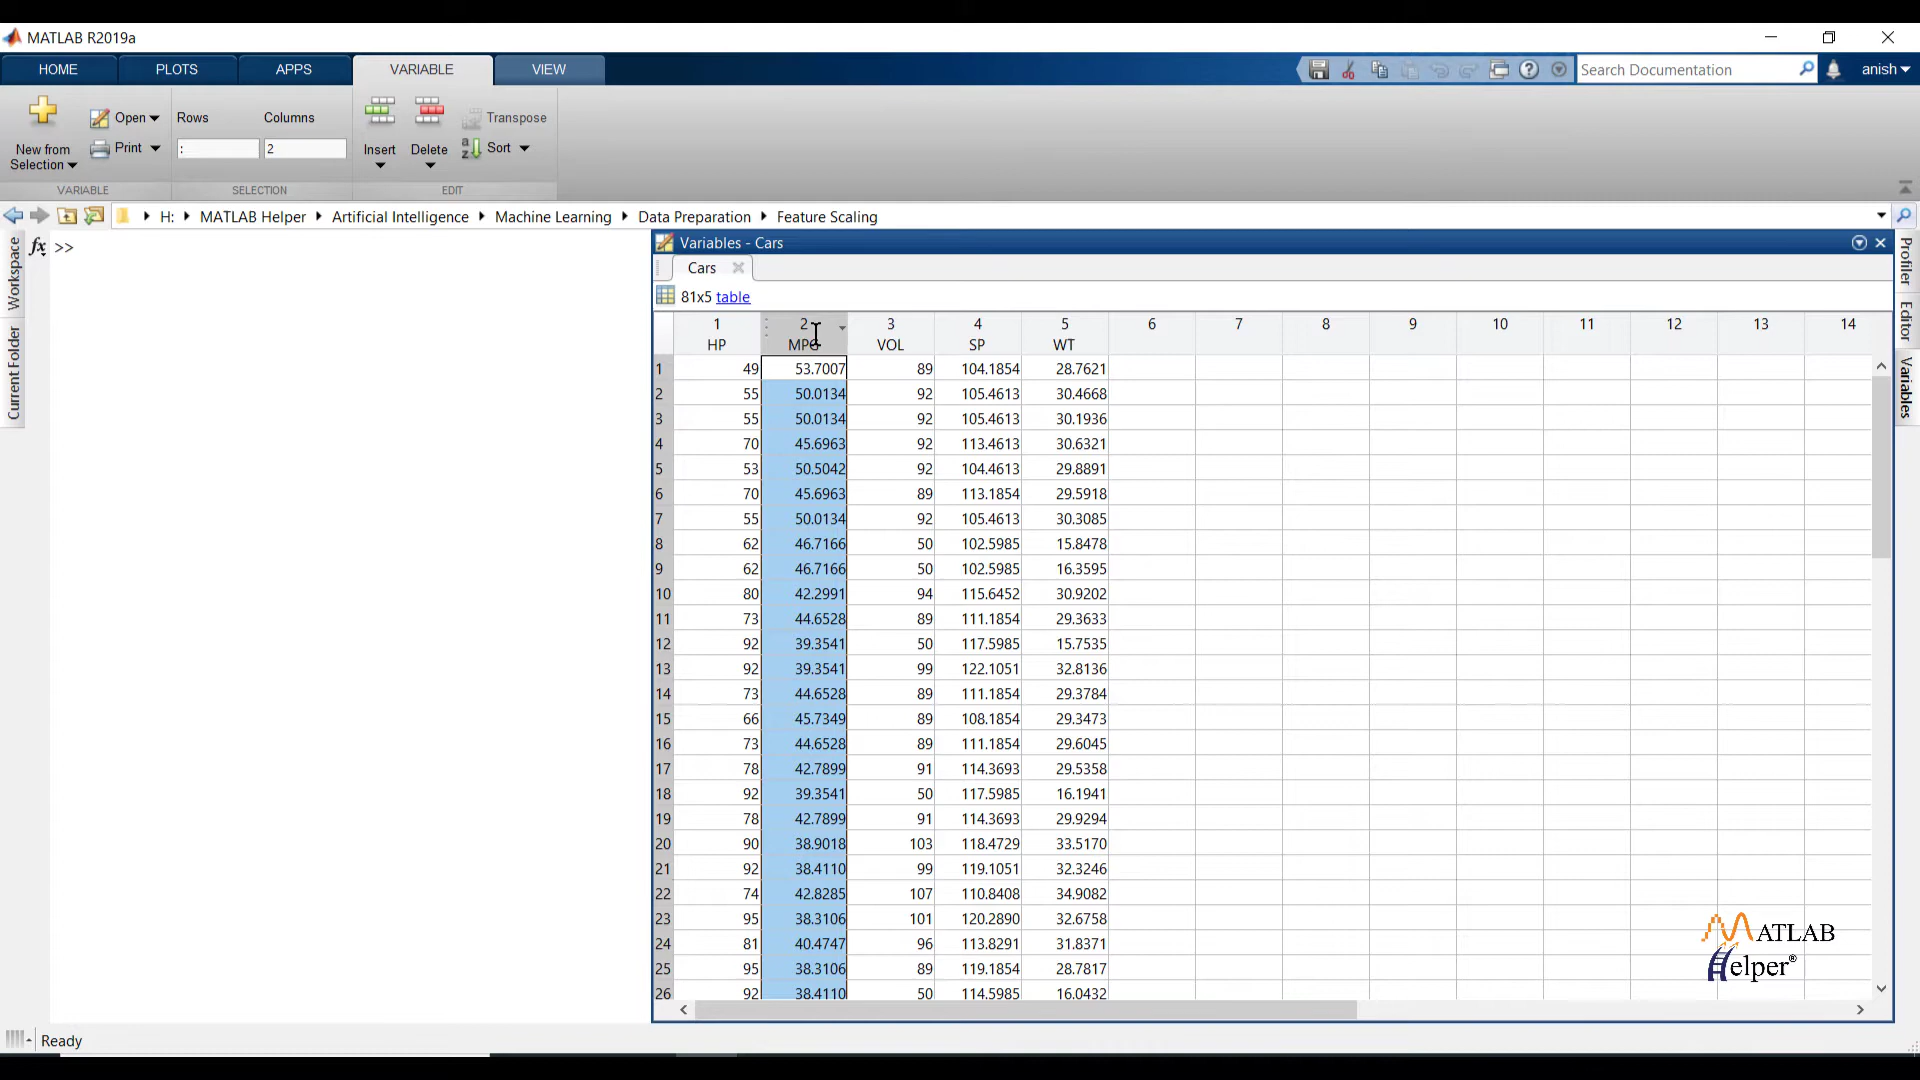 MATLAB R2019a
HOME PLOTS APPS VARIABLE VIEW Search Documentation anish
New from Selection Open Print Rows : Columns 2 Insert Delete Transpose Sort
VARIABLE SELECTION EDIT
H: MATLAB Helper Artificial Intelligence Machine Learning Data Preparation Feature Scaling
Workspace
Current Folder
fx >>
Variables - Cars
Cars
81x5 table
1 2 3 4 5 6 7 8 9 10 11 12 13 14
HP MPG VOL SP WT
1 49 53.7007 89 104.1854 28.7621
2 55 50.0134 92 105.4613 30.4668
3 55 50.0134 92 105.4613 30.1936
4 70 45.6963 92 113.4613 30.6321
5 53 50.5042 92 104.4613 29.8891
6 70 45.6963 89 113.1854 29.5918
7 55 50.0134 92 105.4613 30.3085
8 62 46.7166 50 102.5985 15.8478
9 62 46.7166 50 102.5985 16.3595
10 80 42.2991 94 115.6452 30.9202
11 73 44.6528 89 111.1854 29.3633
12 92 39.3541 50 117.5985 15.7535
13 92 39.3541 99 122.1051 32.8136
14 73 44.6528 89 111.1854 29.3784
15 66 45.7349 89 108.1854 29.3473
16 73 44.6528 89 111.1854 29.6045
17 78 42.7899 91 114.3693 29.5358
18 92 39.3541 50 117.5985 16.1941
19 78 42.7899 91 114.3693 29.9294
20 90 38.9018 103 118.4729 33.5170
21 92 38.4110 99 119.1051 32.3246
22 74 42.8285 107 110.8408 34.9082
23 95 38.3106 101 120.2890 32.6758
24 81 40.4747 96 113.8291 31.8371
25 95 38.3106 89 119.1854 28.7817
26 92 38.4110 50 114.5985 16.0432
Profiler
Editor
Variables
MATLAB
Helper®
Ready